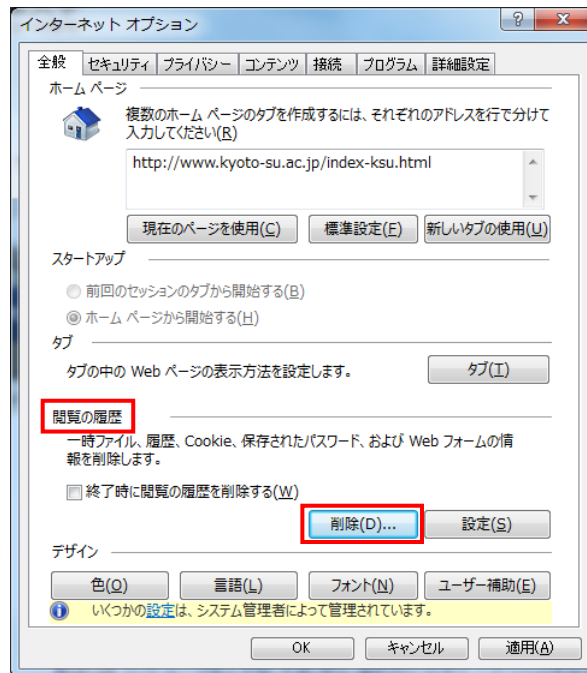 インターネット オプション
全般 セキュリティ プライバシー コンテンツ 接続 プログラム 詳細設定
ホーム ページ
複数のホーム ページのタブを作成するには、それぞれのアドレスを行で分けて
入力してください(R)
http://www.kyoto-su.ac.jp/index-ksu.html
現在のページを使用(C) 標準設定(F) 新しいタブの使用(U)
スタートアップ
前回のセッションのタブから開始する(B)
ホーム ページから開始する(H)
タブ
タブの中の Web ページの表示方法を設定します。 タブ(T)
閲覧の履歴
一時ファイル、履歴、Cookie、保存されたパスワード、および Web フォームの情
報を削除します。
終了時に閲覧の履歴を削除する(W)
削除(D)... 設定(S)
デザイン
色(O) 言語(L) フォント(N) ユーザー補助(E)
いくつかの設定は、システム管理者によって管理されています。
OK キャンセル 適用(A)